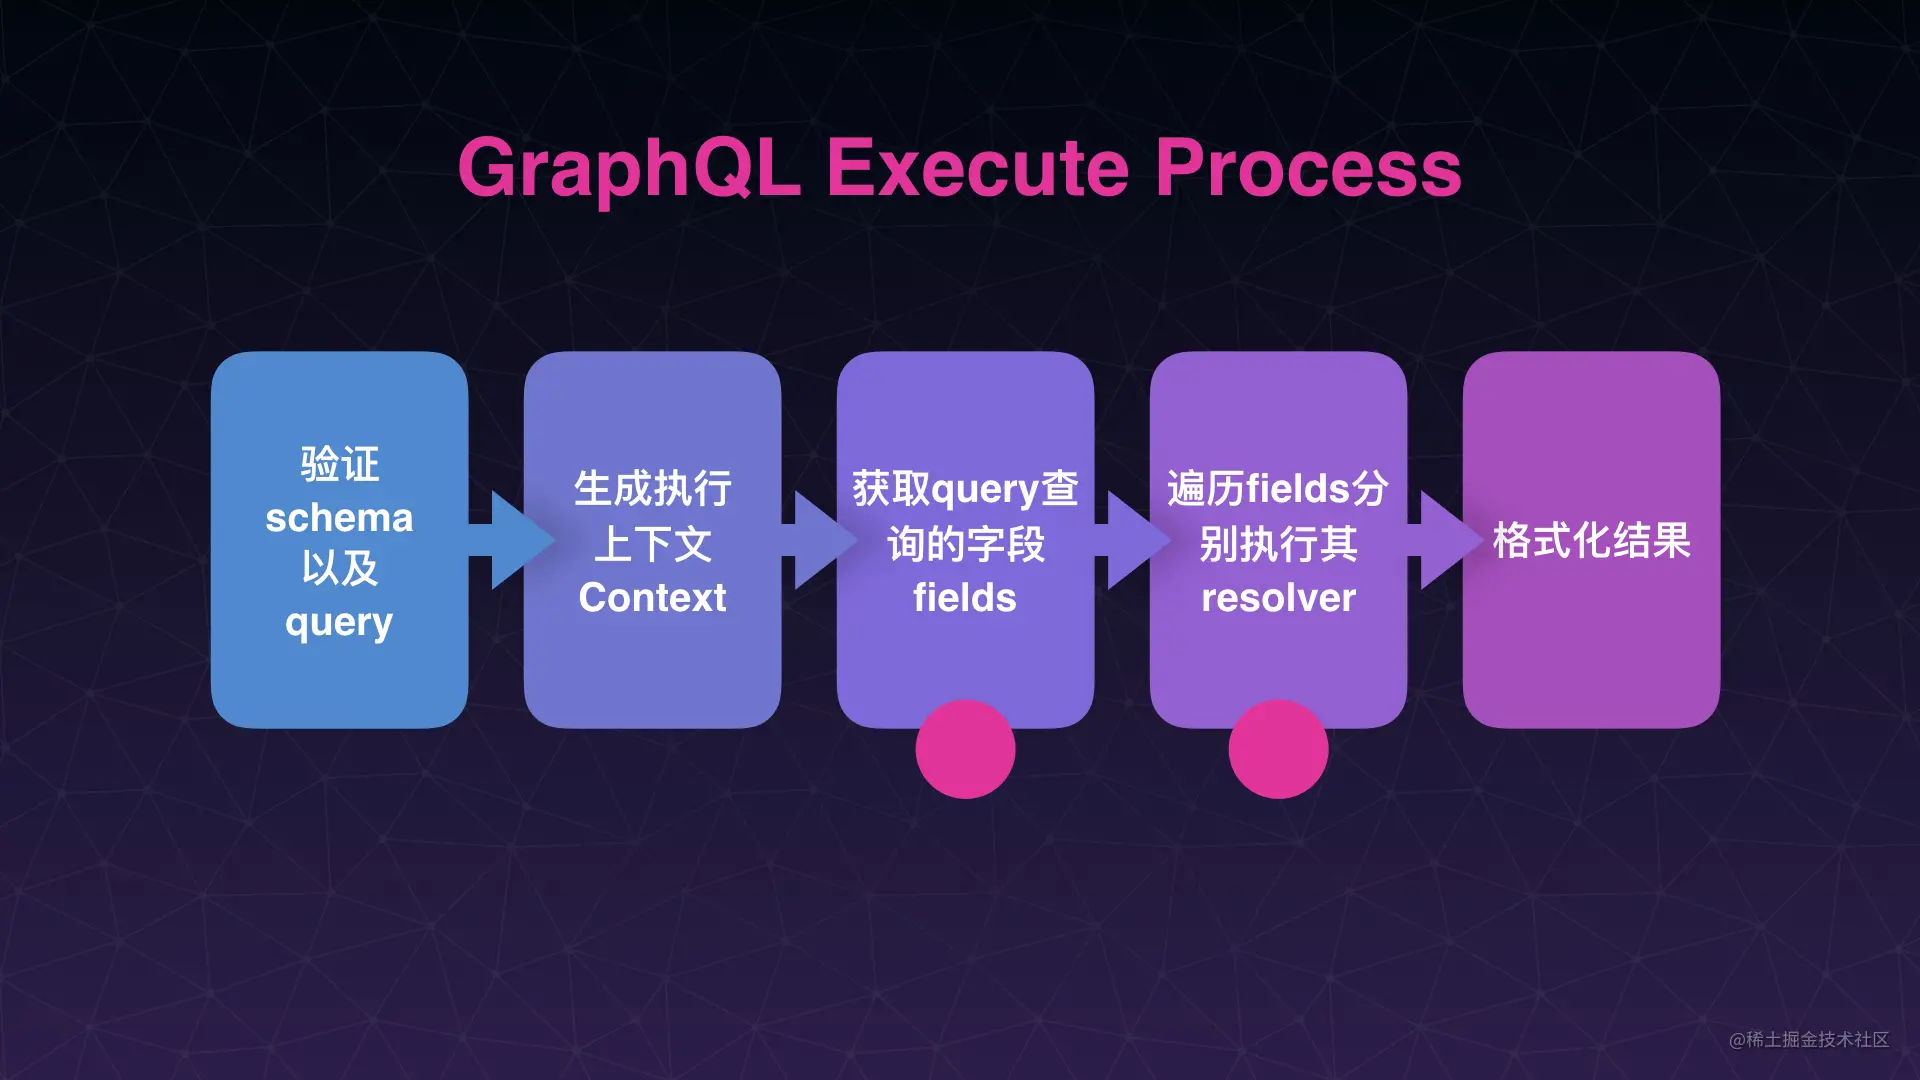 GraphQL Execute Process
验证
schema
以及
query
生成执行
上下文
Context
获取query查
询的字段
fields
遍历fields分
别执行其
resolver
格式化结果
@稀土掘金技术社区